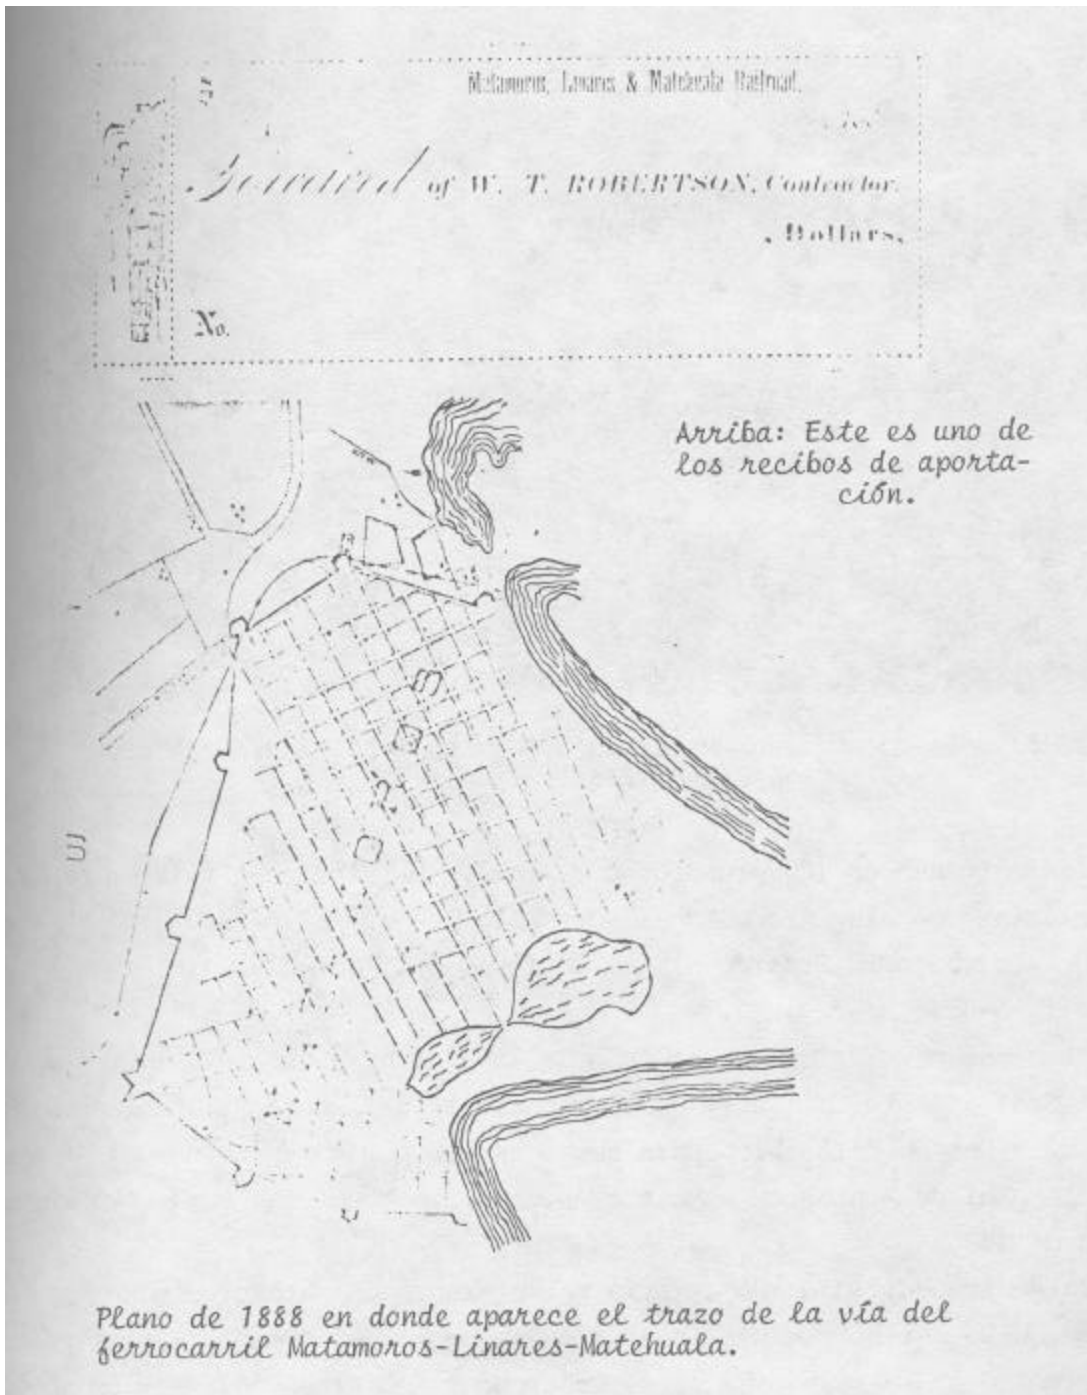 Matamoros, Linares & Matehuala Railroad.
Received of W. T. ROBERTSON, Contractor.
Dollars,
No.
Arriba: Este es uno de
los recibos de aporta-
ción.
Plano de 1888 en donde aparece el trazo de la vía del
ferrocarril Matamoros-Linares-Matehuala.